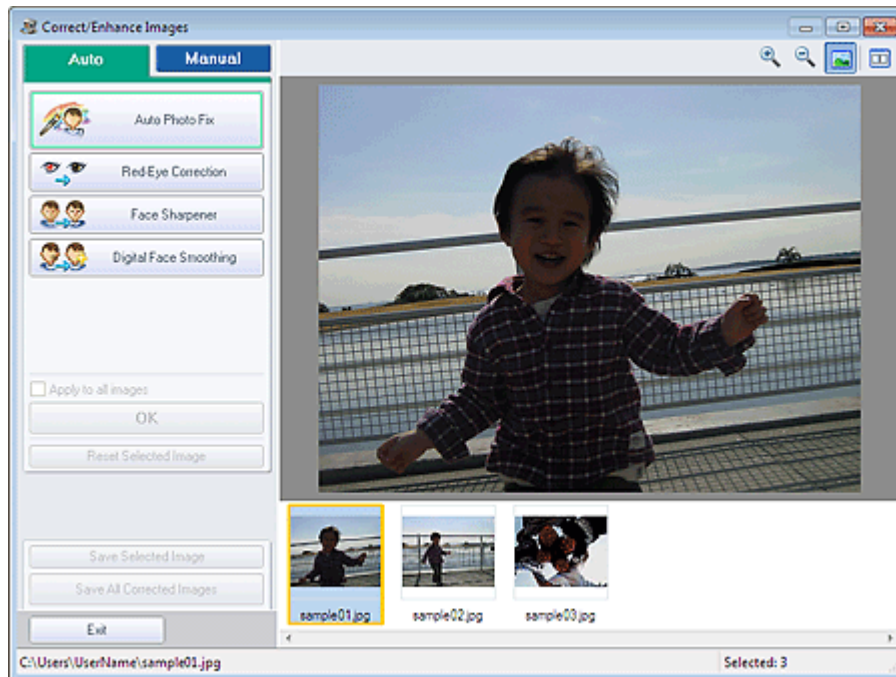 Correct/Enhance Images
Auto Manual
Auto Photo Fix
Red-Eye Correction
Face Sharpener
Digital Face Smoothing
Apply to all images
OK
Reset Selected Image
Save Selected Image
Save All Corrected Images
Exit
sample01.jpg sample02.jpg sample03.jpg
C:\Users\UserName\sample01.jpg Selected: 3